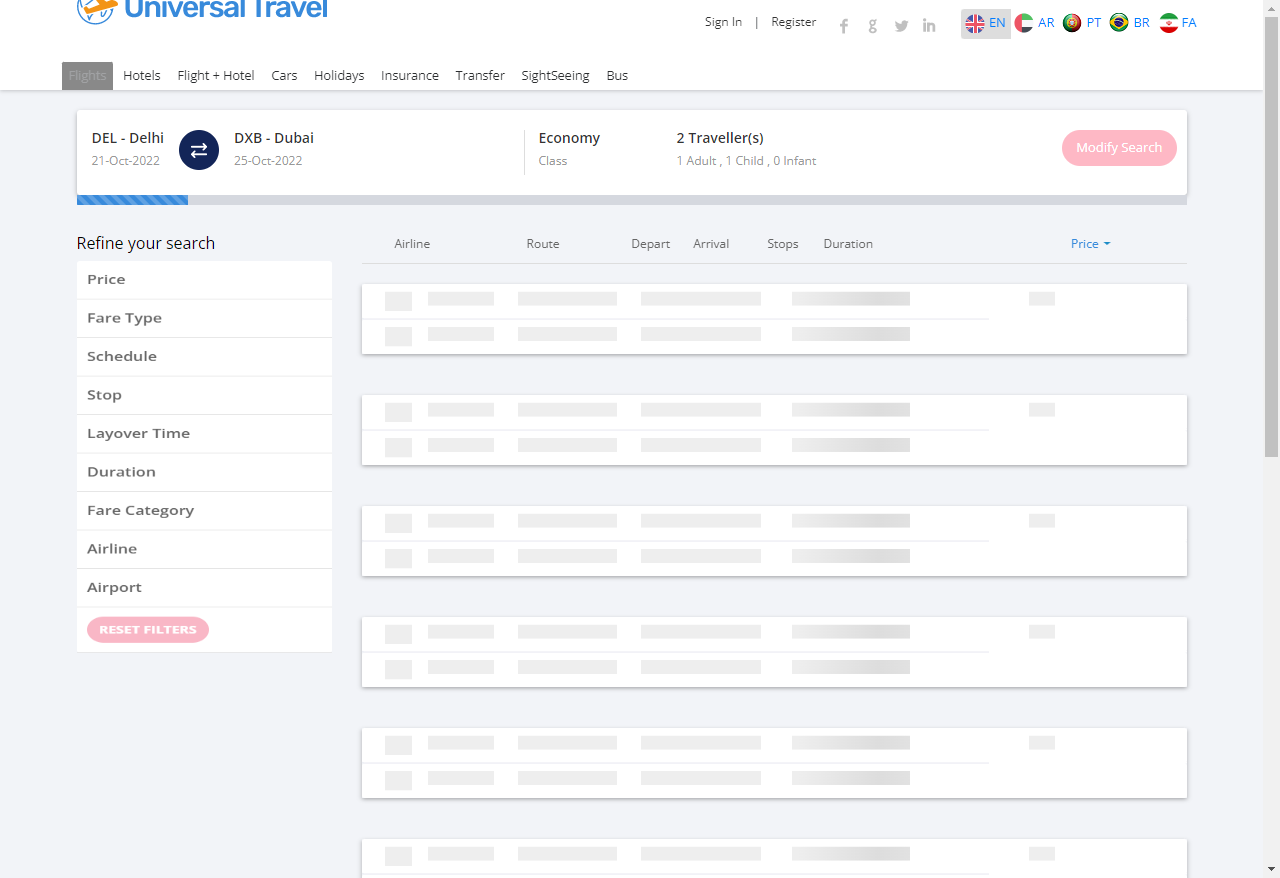 Universal Travel
Sign In | Register
EN AR PT BR FA
Flights Hotels Flight + Hotel Cars Holidays Insurance Transfer SightSeeing Bus
DEL - Delhi DXB - Dubai Economy 2 Traveller(s)
21-Oct-2022 25-Oct-2022 Class 1 Adult , 1 Child , 0 Infant
Modify Search
Refine your search
Airline Route Depart Arrival Stops Duration Price
Price
Fare Type
Schedule
Stop
Layover Time
Duration
Fare Category
Airline
Airport
RESET FILTERS